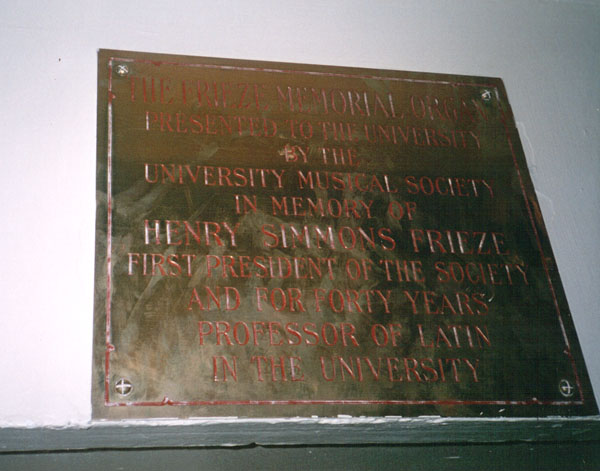 THE FRIEZE MEMORIAL ORGAN
PRESENTED TO THE UNIVERSITY
BY THE
UNIVERSITY MUSICAL SOCIETY
IN MEMORY OF
HENRY SIMMONS FRIEZE
FIRST PRESIDENT OF THE SOCIETY
AND FOR FORTY YEARS
PROFESSOR OF LATIN
IN THE UNIVERSITY